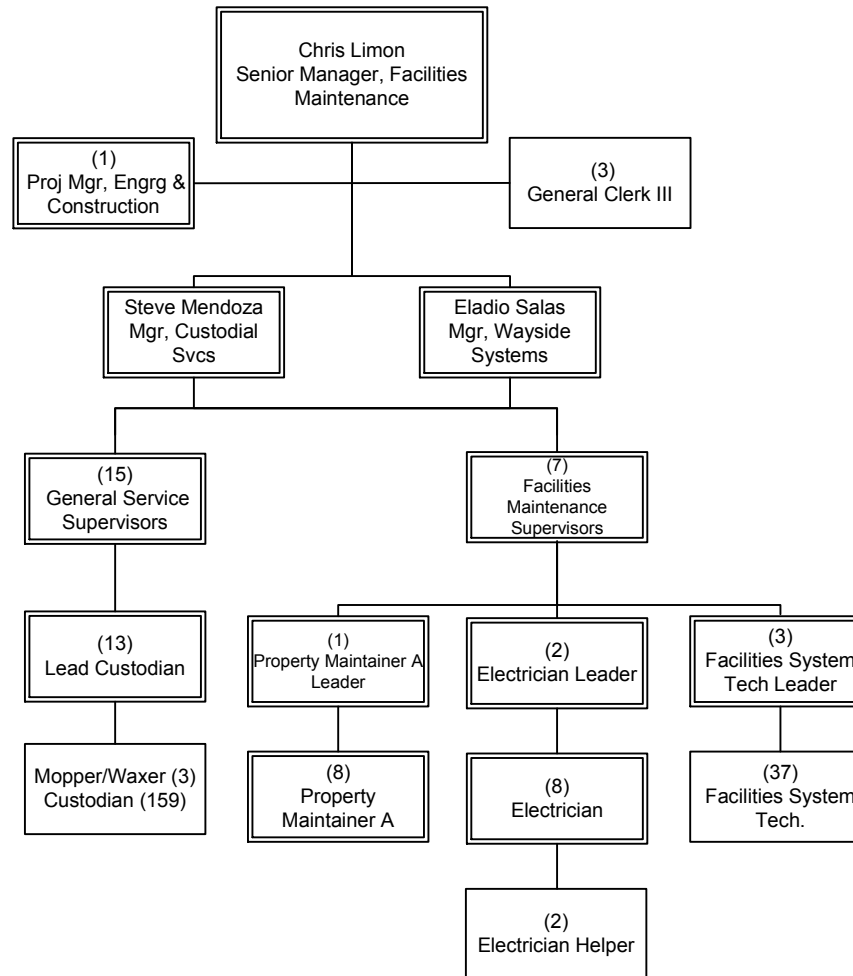 Chris Limon
Senior Manager, Facilities
Maintenance
(1)
Proj Mgr, Engrg &
Construction
(3)
General Clerk III
Steve Mendoza
Mgr, Custodial
Svcs
Eladio Salas
Mgr, Wayside
Systems
(15)
General Service
Supervisors
(7)
Facilities
Maintenance
Supervisors
(13)
Lead Custodian
(1)
Property Maintainer A
Leader
(2)
Electrician Leader
(3)
Facilities System
Tech Leader
Mopper/Waxer (3)
Custodian (159)
(8)
Property
Maintainer A
(8)
Electrician
(37)
Facilities System
Tech.
(2)
Electrician Helper